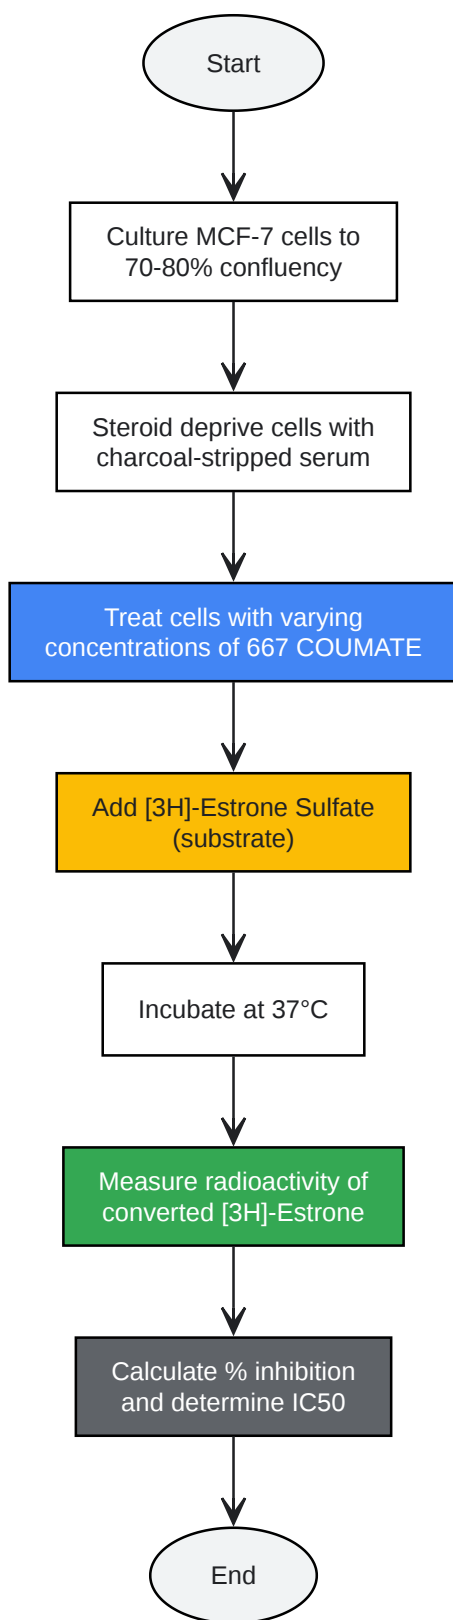 Start
Culture MCF-7 cells to
70-80% confluency
Steroid deprive cells with
charcoal-stripped serum
Treat cells with varying
concentrations of 667 COUMATE
Add [3H]-Estrone Sulfate
(substrate)
Incubate at 37°C
Measure radioactivity of
converted [3H]-Estrone
Calculate % inhibition
and determine IC50
End